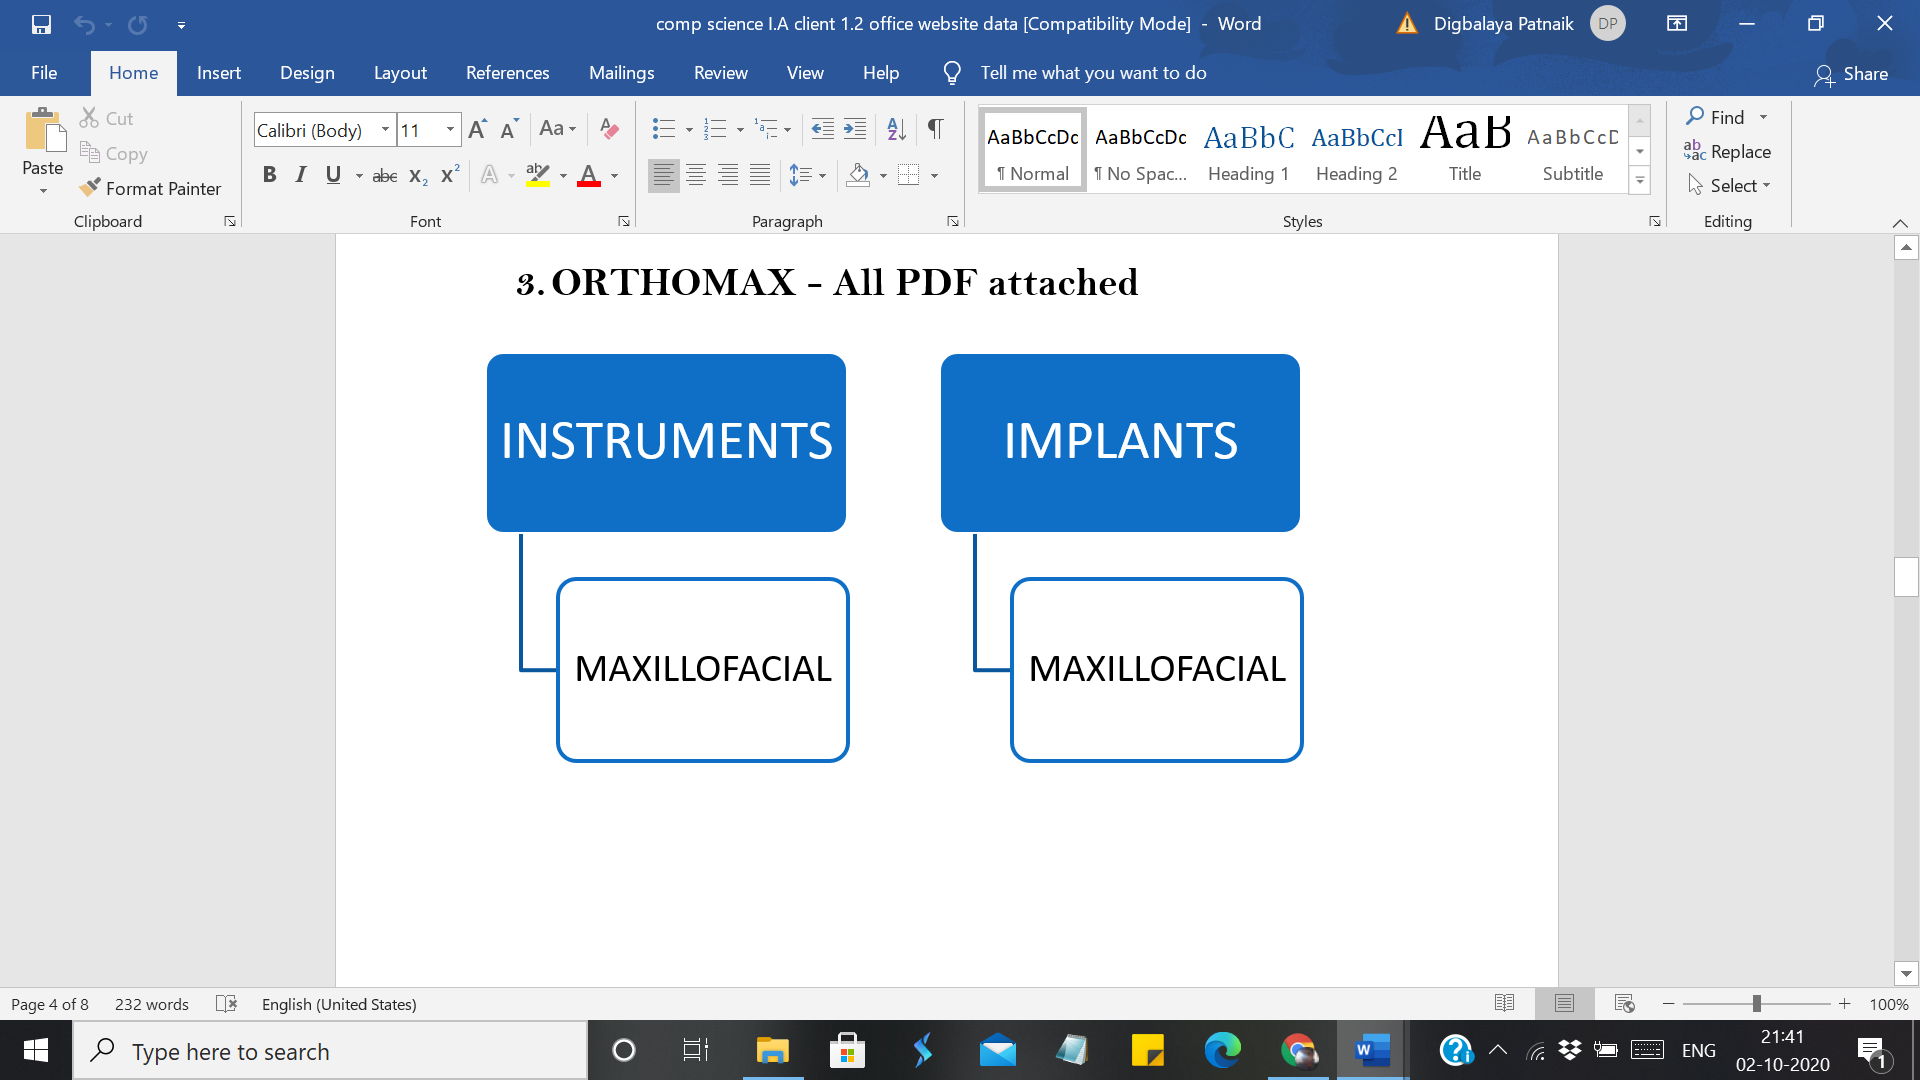 comp science I.A client 1.2 office website data [Compatibility Mode] - Word
Digbalaya Patnaik
DP
File Home Insert Design Layout References Mailings Review View Help Tell me what you want to do Share
Paste
Cut
Copy
Format Painter
Clipboard
Calibri (Body) 11
Font
Paragraph
AaBbCcDc AaBbCcDc AaBbC AaBbCcI AaB AaBbCcD
¶ Normal ¶ No Spac... Heading 1 Heading 2 Title Subtitle
Styles
Find
Replace
Select
Editing
3. ORTHOMAX - All PDF attached
INSTRUMENTS IMPLANTS
MAXILLOFACIAL MAXILLOFACIAL
Page 4 of 8 232 words English (United States) 100%
Type here to search
ENG
21:41
02-10-2020
1